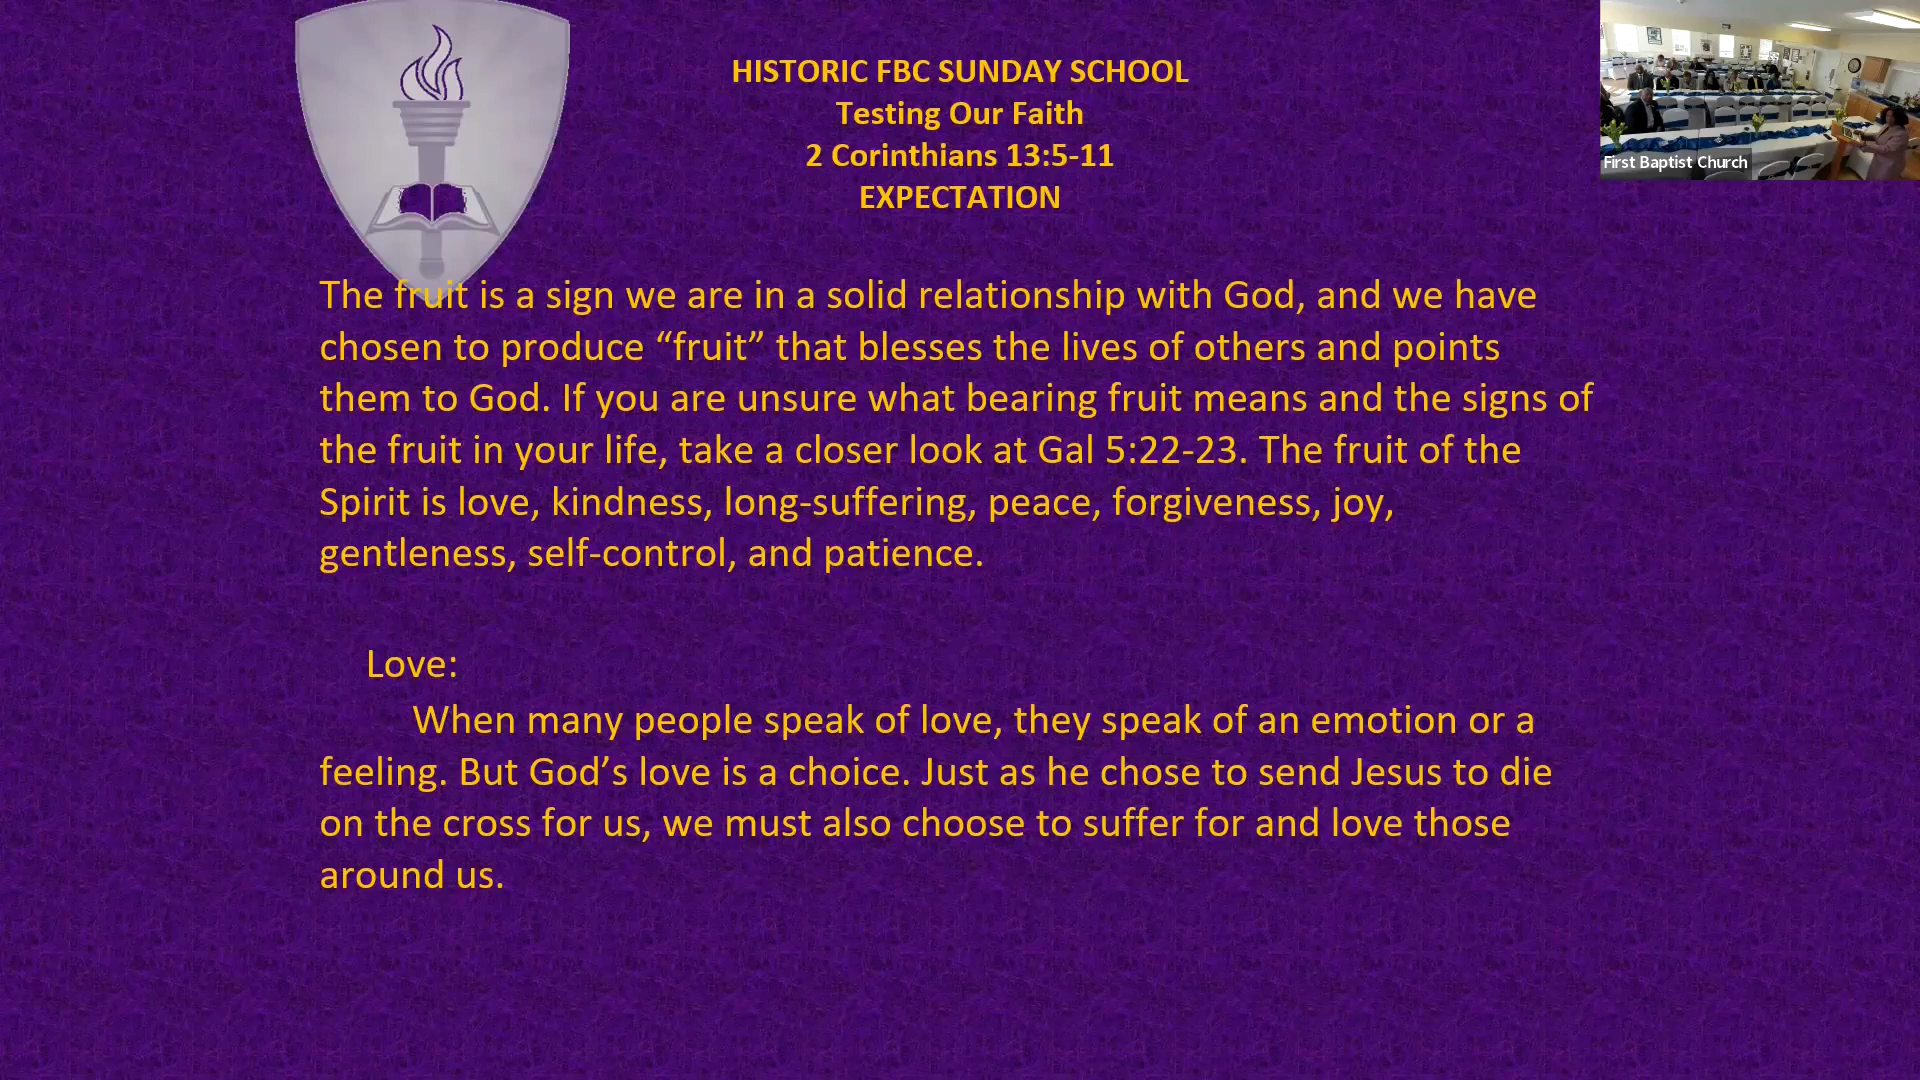 HISTORIC FBC SUNDAY SCHOOL
Testing Our Faith
2 Corinthians 13:5-11
EXPECTATION
First Baptist Church
The fruit is a sign we are in a solid relationship with God, and we have
chosen to produce “fruit” that blesses the lives of others and points
them to God. If you are unsure what bearing fruit means and the signs of
the fruit in your life, take a closer look at Gal 5:22-23. The fruit of the
Spirit is love, kindness, long-suffering, peace, forgiveness, joy,
gentleness, self-control, and patience.
Love:
When many people speak of love, they speak of an emotion or a
feeling. But God’s love is a choice. Just as he chose to send Jesus to die
on the cross for us, we must also choose to suffer for and love those
around us.